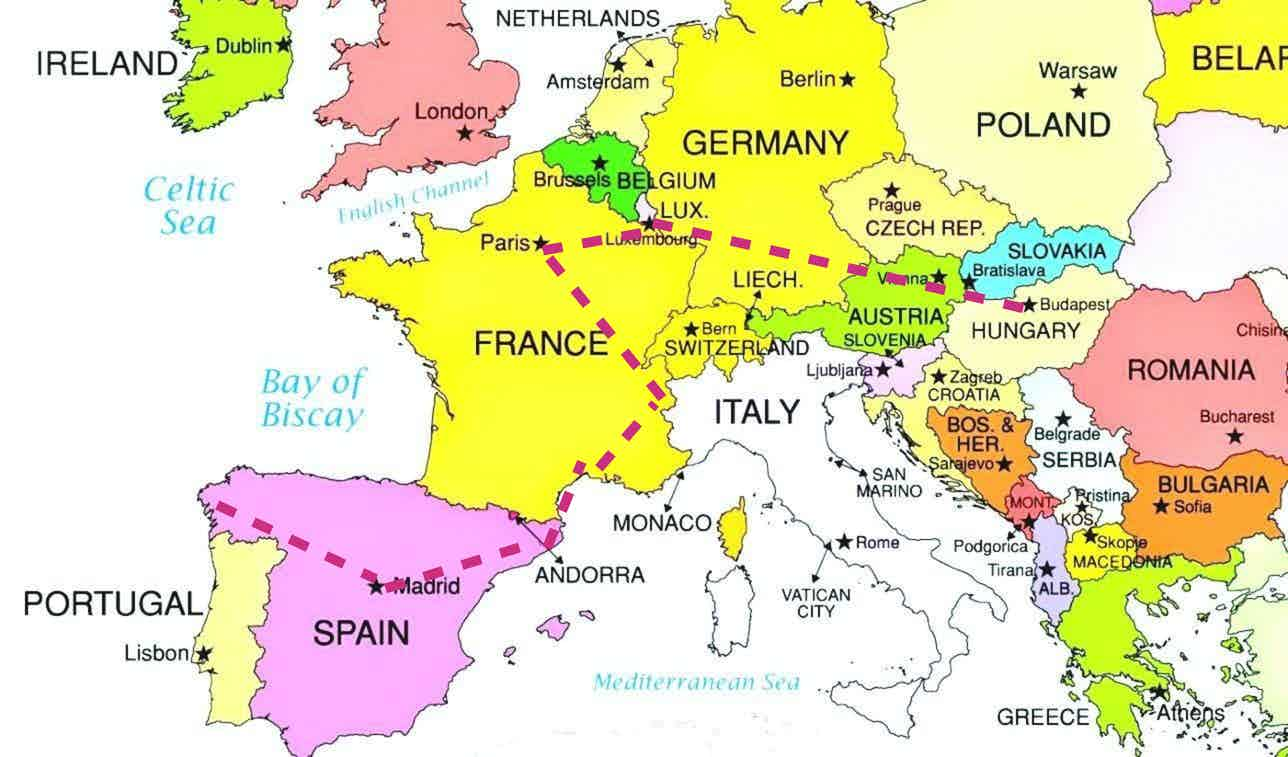 NETHERLANDS
IRELAND
Dublin
Amsterdam
Berlin
Warsaw
BELAR
London
GERMANY
POLAND
Celtic
Sea
English Channel
Brussels BELGIUM
LUX.
Luxembourg
Paris
Prague
CZECH REP.
SLOVAKIA
Bratislava
Vienna
LIECH.
AUSTRIA
Budapest
HUNGARY
FRANCE
Bern
SWITZERLAND
SLOVENIA
Ljubljana
Zagreb
CROATIA
ROMANIA
Bay of
Biscay
ITALY
BOS. &
HER.
Sarajevo
Belgrade
SERBIA
Bucharest
SAN
MARINO
MONT.
Pristina
KOS.
BULGARIA
Sofia
MONACO
Rome
Podgorica
Skopje
MACEDONIA
Tirana
ALB.
ANDORRA
VATICAN
CITY
PORTUGAL
Madrid
SPAIN
Lisbon
Mediterranean Sea
GREECE
Athens